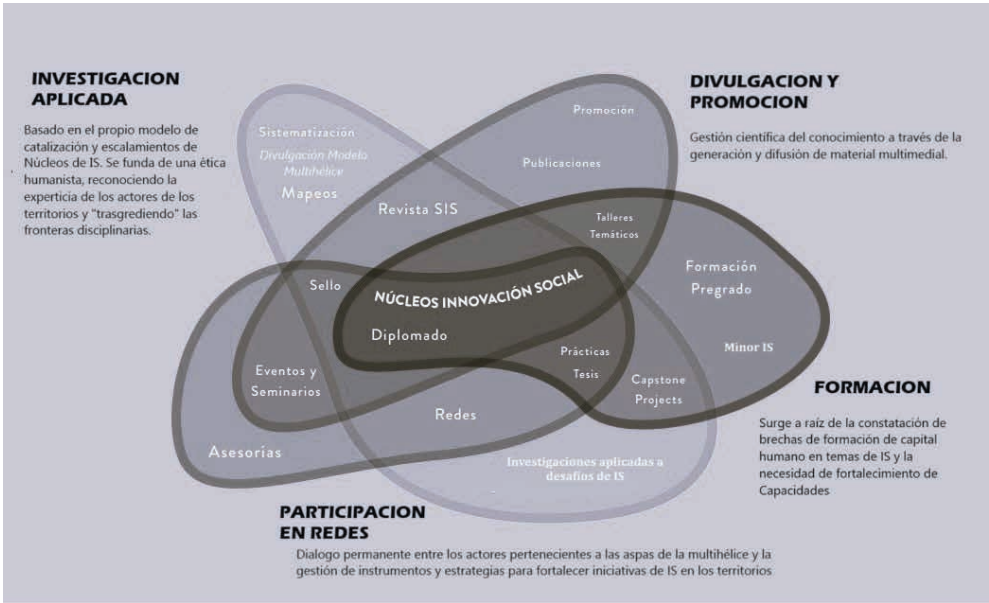 INVESTIGACION
APLICADA
Basado en el propio modelo de
catalización y escalamientos de
Núcleos de IS. Se funda de una ética
humanista, reconociendo la
experticia de los actores de los
territorios y "trasgrediendo" las
fronteras disciplinarias.
DIVULGACION Y
PROMOCION
Gestión científica del conocimiento a través de la
generación y difusión de material multimedial.
Sistematización
Divulgación Modelo
Multihélice
Mapeos
Promoción
Publicaciones
Revista SIS
Talleres
Temáticos
Formación
Pregrado
Minor IS
Sello
NÚCLEOS INNOVACIÓN SOCIAL
Diplomado
Prácticas
Tesis
Capstone
Projects
Eventos y
Seminarios
Redes
Asesorías
Investigaciones aplicadas a
desafíos de IS
FORMACION
Surge a raíz de la constatación de
brechas de formación de capital
humano en temas de IS y la
necesidad de fortalecimiento de
Capacidades
PARTICIPACION
EN REDES
Dialogo permanente entre los actores pertenecientes a las aspas de la multihélice y la
gestión de instrumentos y estrategias para fortalecer iniciativas de IS en los territorios